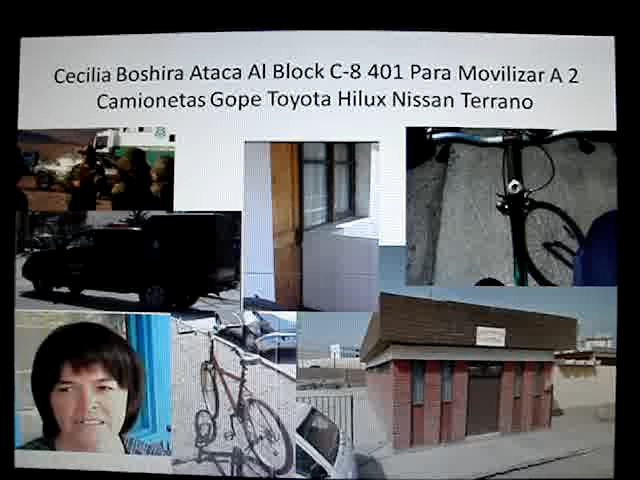 Cecilia Boshira Ataca Al Block C-8 401 Para Movilizar A 2
Camionetas Gope Toyota Hilux Nissan Terrano